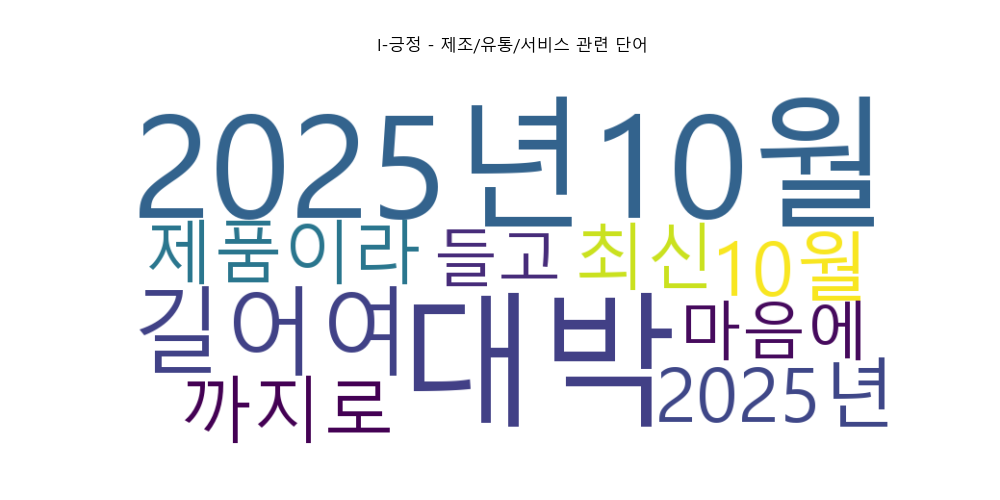 I-긍정 - 제조/유통/서비스 관련 단어
2025년10월
제품이라 들고 최신 10월
길어여 대박 마음에
까지로 2025년